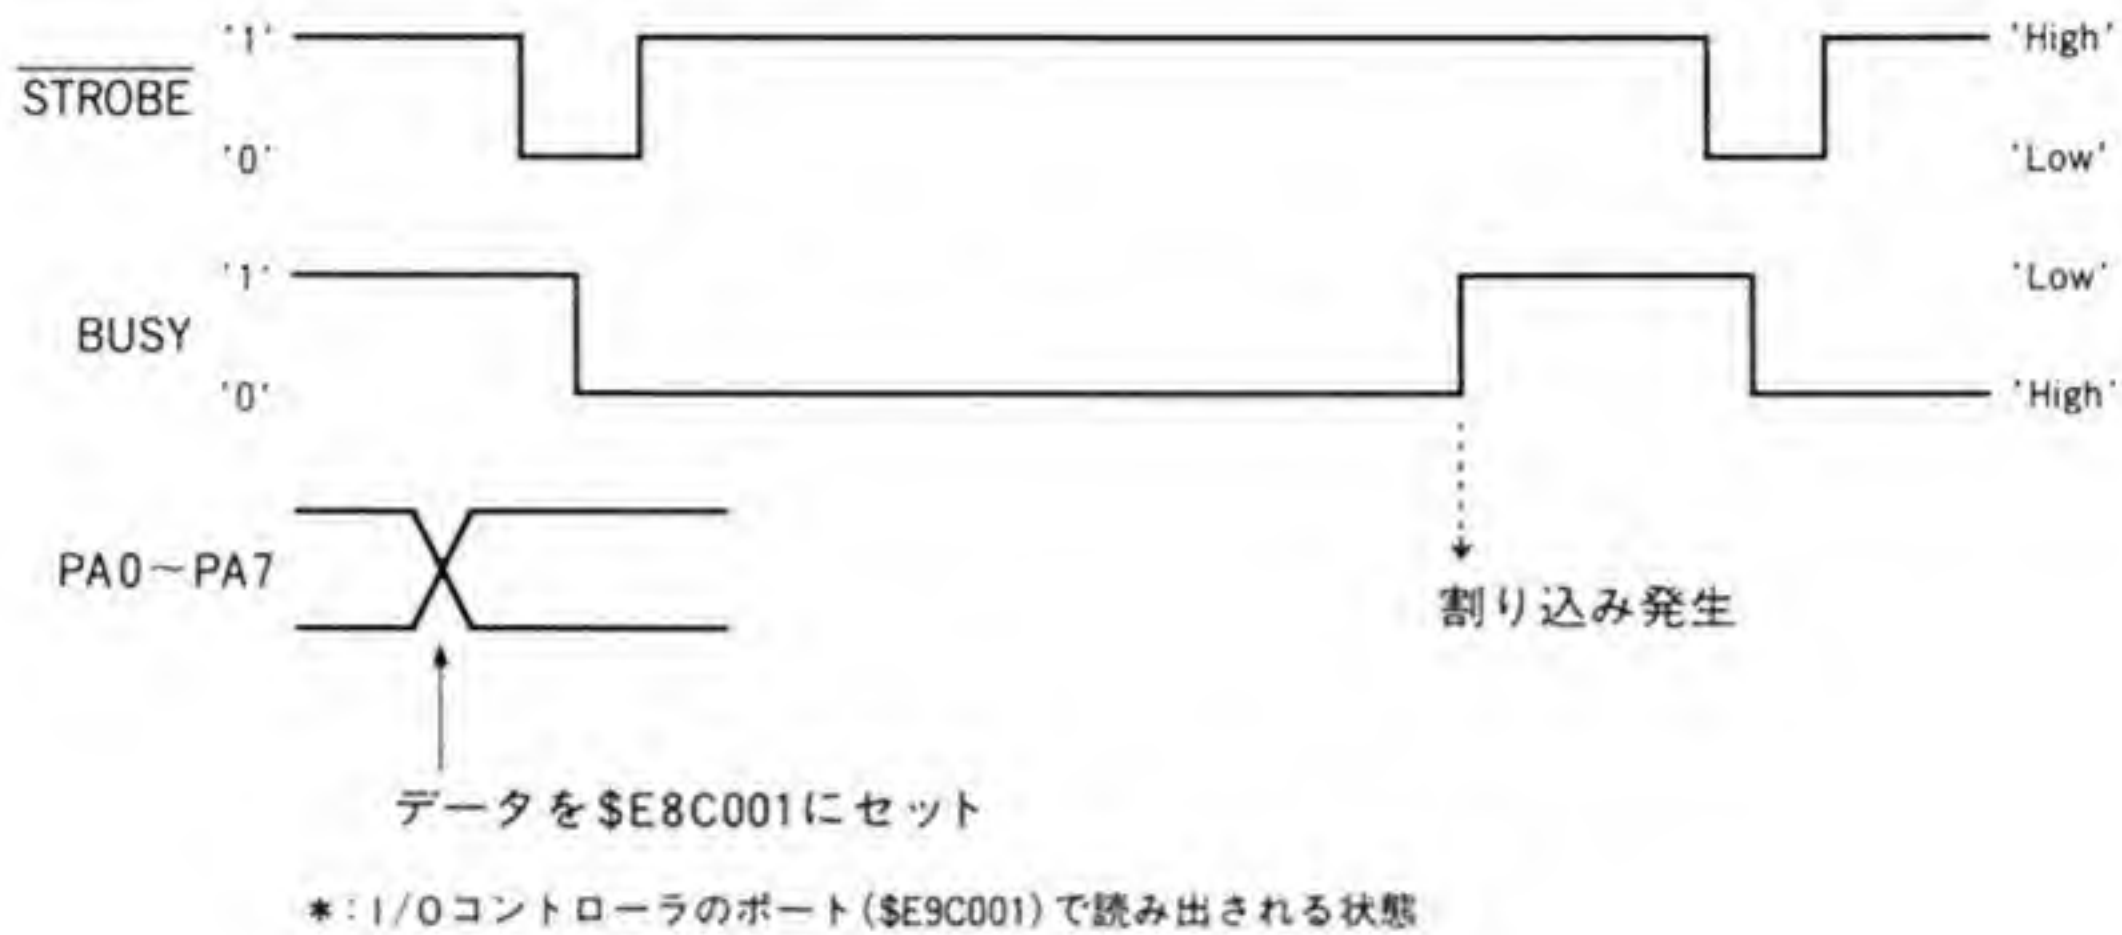 '1' 'High'
STROBE
'0' 'Low'
'1' 'Low'
BUSY
'0' 'High'
PA0~PA7
割り込み発生
データを$E8C001にセット
*:I/Oコントローラのポート($E9C001)で読み出される状態